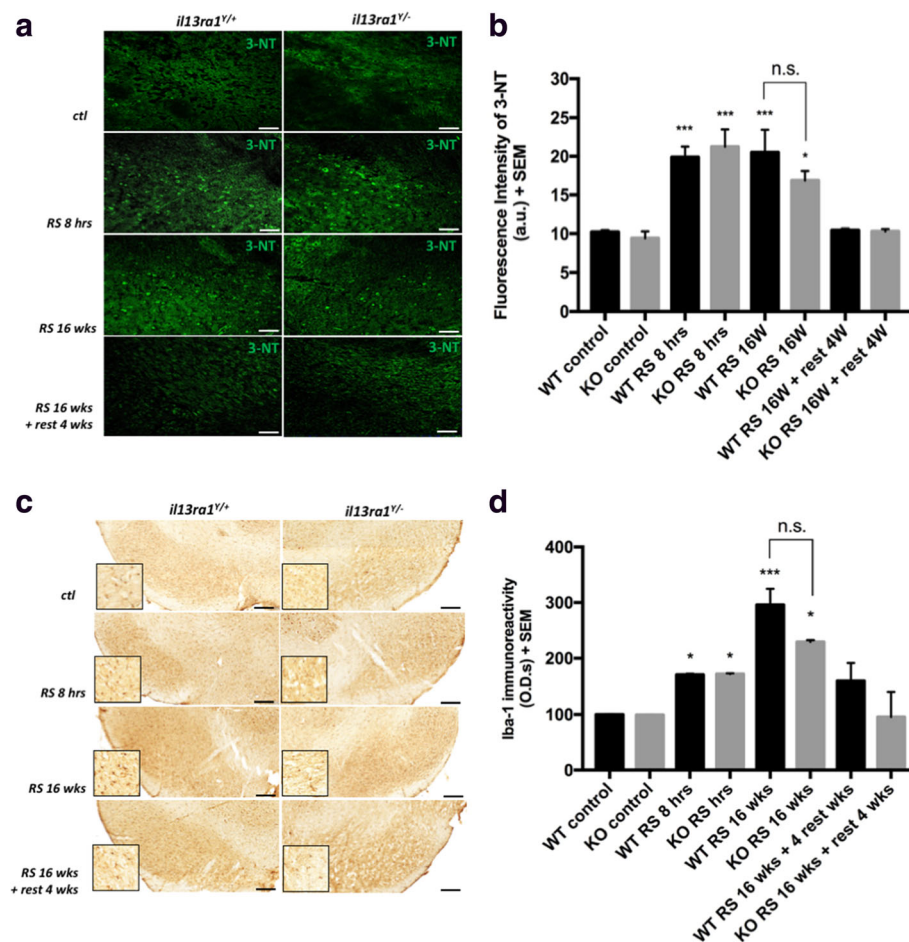 a
il13ra1Y/+
il13ra1Y/-
ctl
3-NT
3-NT
RS 8 hrs
3-NT
3-NT
RS 16 wks
3-NT
3-NT
RS 16 wks
+ rest 4 wks
3-NT
3-NT
b
Fluorescence Intensity of 3-NT
(a.u.) + SEM
30
25
20
15
10
5
0
n.s.
***
***
***
*
WT control
KO control
WT RS 8 hrs
KO RS 8 hrs
WT RS 16W
KO RS 16W
WT RS 16W + rest 4W
KO RS 16W + rest 4W
c
il13ra1Y/+
il13ra1Y/-
ctl
RS 8 hrs
RS 16 wks
RS 16 wks
+ rest 4 wks
d
Iba-1 immunoreactivity
(O.D.s) + SEM
400
300
200
100
0
n.s.
*
*
***
*
WT control
KO control
WT RS 8 hrs
KO RS hrs
WT RS 16 wks
KO RS 16 wks
WT RS 16 wks + 4 rest wks
KO RS 16 wks + rest 4 wks